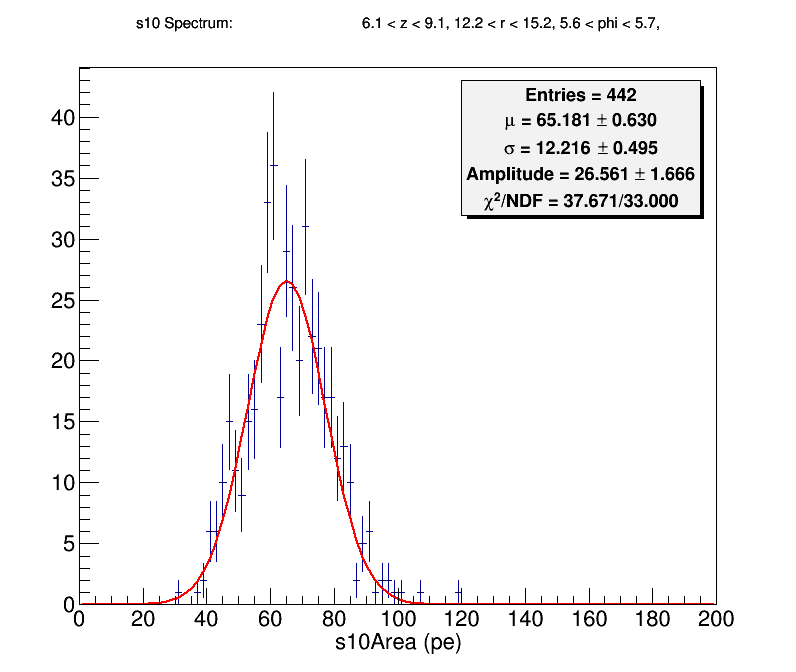 s10 Spectrum: 6.1 < z < 9.1, 12.2 < r < 15.2, 5.6 < phi < 5.7,
Entries = 442
μ = 65.181 ± 0.630
σ = 12.216 ± 0.495
Amplitude = 26.561 ± 1.666
χ²/NDF = 37.671/33.000
40
35
30
25
20
15
10
5
0
0 20 40 60 80 100 120 140 160 180 200
s10Area (pe)